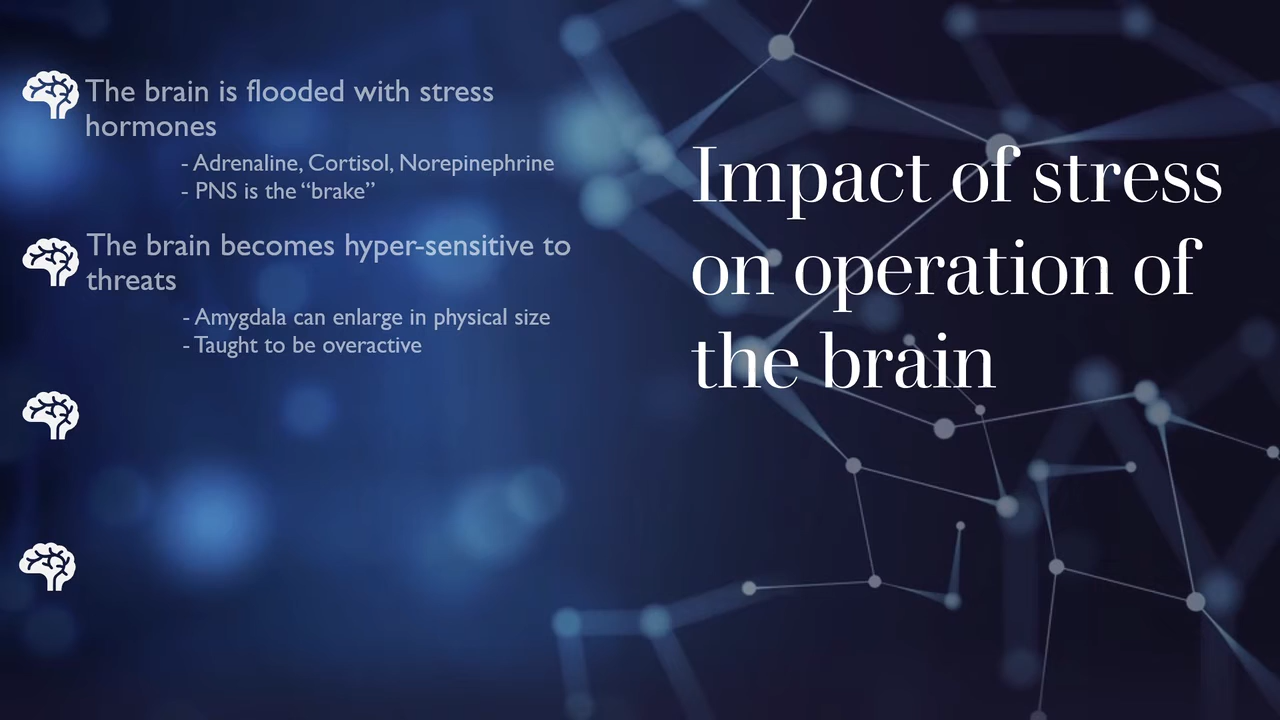 The brain is flooded with stress
hormones
- Adrenaline, Cortisol, Norepinephrine
- PNS is the “brake”
The brain becomes hyper-sensitive to
threats
- Amygdala can enlarge in physical size
- Taught to be overactive
Impact of stress
on operation of
the brain